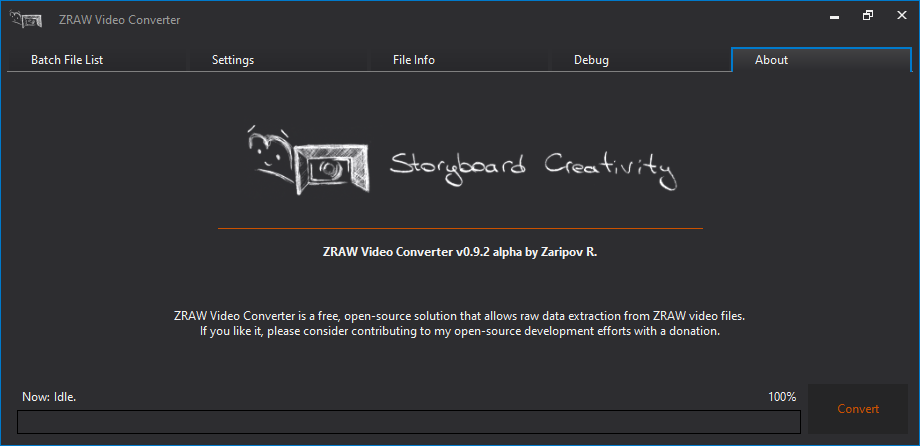 ZRAW Video Converter
Batch File List
Settings
File Info
Debug
About
Storyboard Creativity
ZRAW Video Converter v0.9.2 alpha by Zaripov R.
ZRAW Video Converter is a free, open-source solution that allows raw data extraction from ZRAW video files.
If you like it, please consider contributing to my open-source development efforts with a donation.
Now: Idle.
100%
Convert